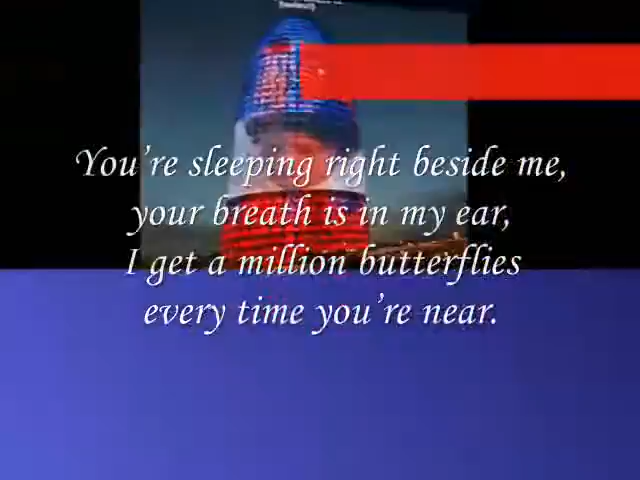 You're sleeping right beside me,
your breath is in my ear,
I get a million butterflies
every time you're near.